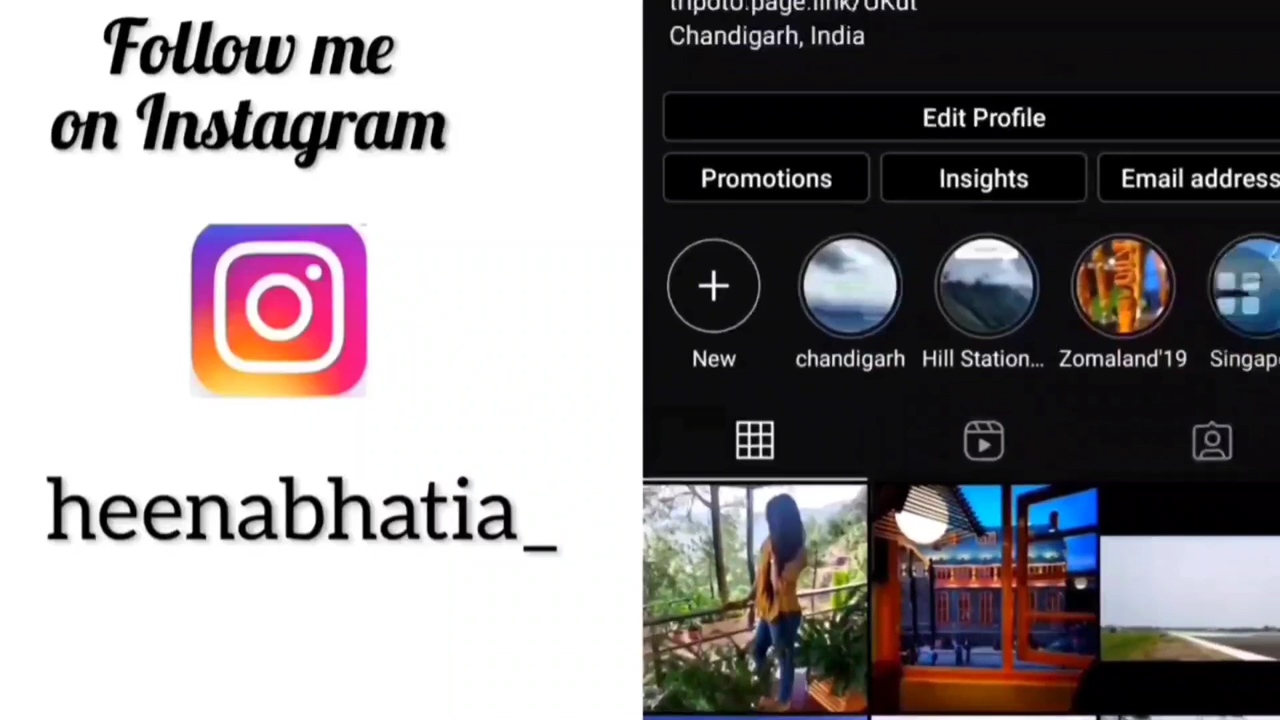 Follow me
on Instagram
heenabhatia_
Chandigarh, India
Edit Profile
Promotions
Insights
Email address
New
chandigarh
Hill Station...
Zomaland'19
Singap